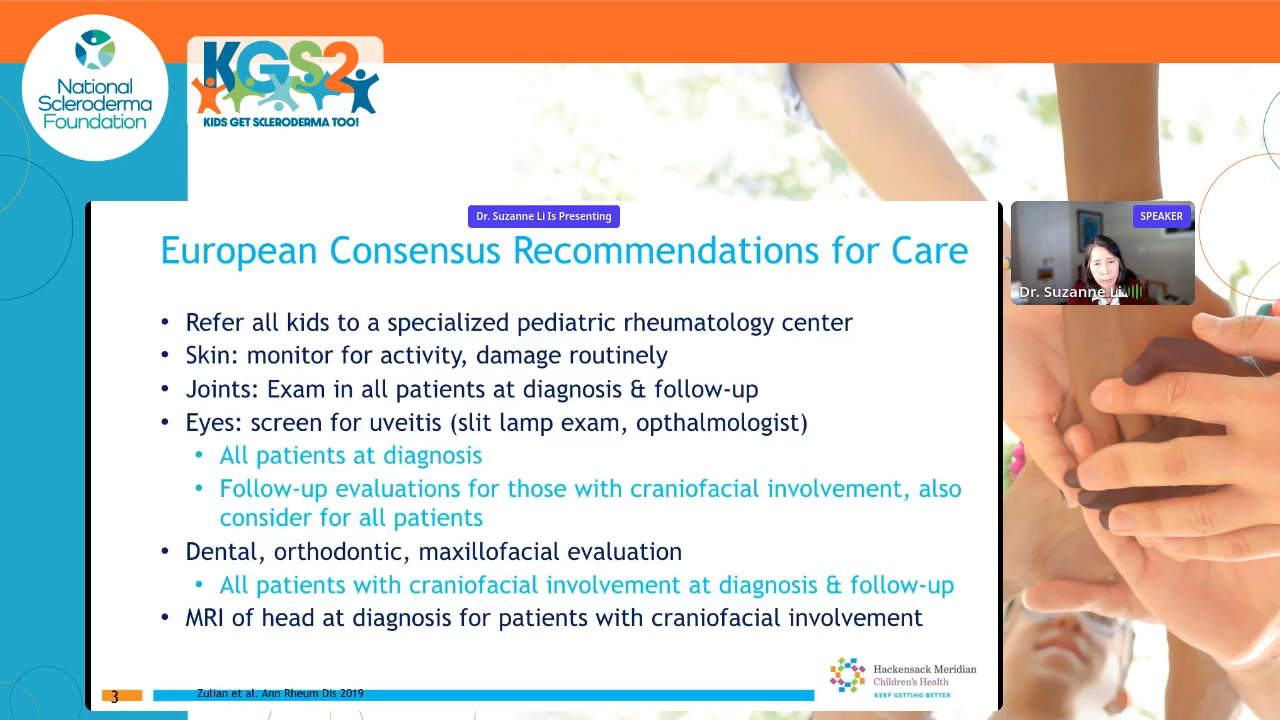 National
Scleroderma
Foundation
KGS2
KIDS GET SCLERODERMA TOO!
Dr. Suzanne Li Is Presenting
SPEAKER
Dr. Suzanne Li
European Consensus Recommendations for Care
• Refer all kids to a specialized pediatric rheumatology center
• Skin: monitor for activity, damage routinely
• Joints: Exam in all patients at diagnosis & follow-up
• Eyes: screen for uveitis (slit lamp exam, opthalmologist)
• All patients at diagnosis
• Follow-up evaluations for those with craniofacial involvement, also
consider for all patients
• Dental, orthodontic, maxillofacial evaluation
• All patients with craniofacial involvement at diagnosis & follow-up
• MRI of head at diagnosis for patients with craniofacial involvement
Hackensack Meridian
Children's Health
KEEP GETTING BETTER
3
Zulian et al. Ann Rheum Dis 2019